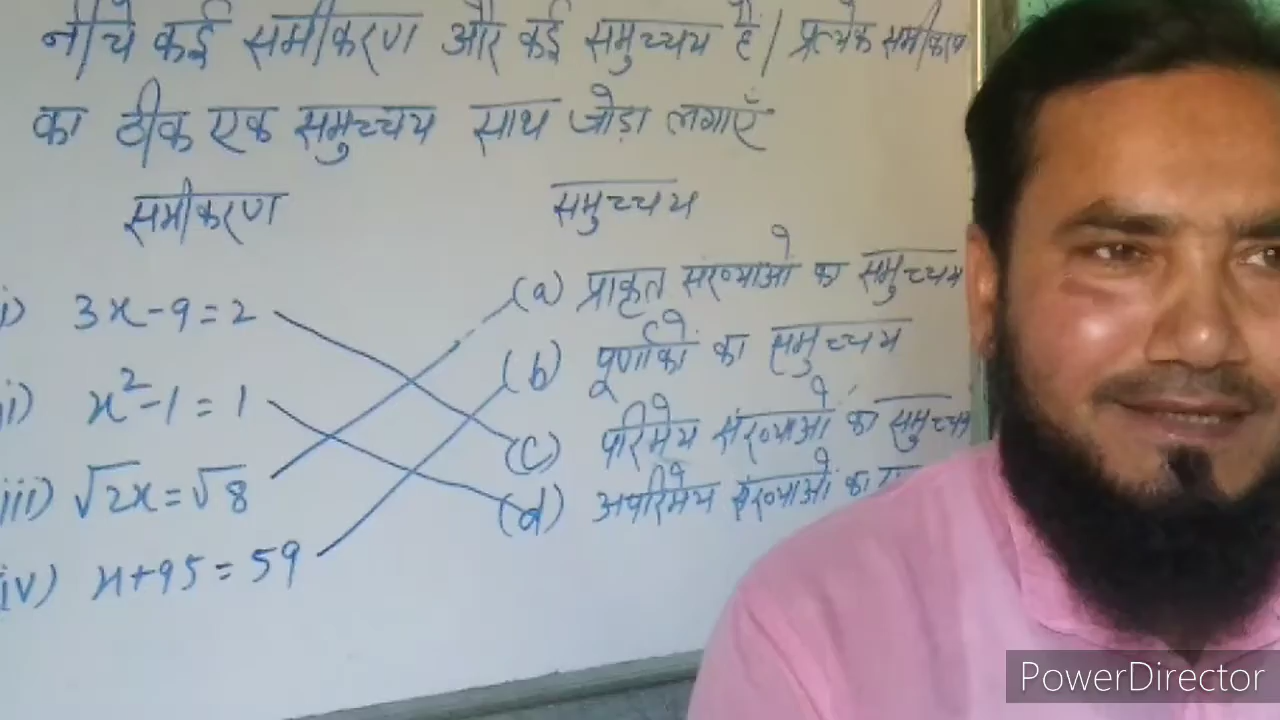 नीचे कई समीकरण और कई समुच्चय है। प्रत्येक समीकरण
का ठीक एक समुच्चय साथ जोड़ा लगाएँ
समीकरण
समुच्चय
i) 3x-9=2
(a) प्राकृत संख्याओं का समुच्चय
(b) पूर्णांकों का समुच्चय
ii) x²-1=1
(c) परिमेय संख्याओं का समुच्चय
iii) √2x=√8
(d) अपरिमेय संख्याओं का
iv) x+95=59
PowerDirector